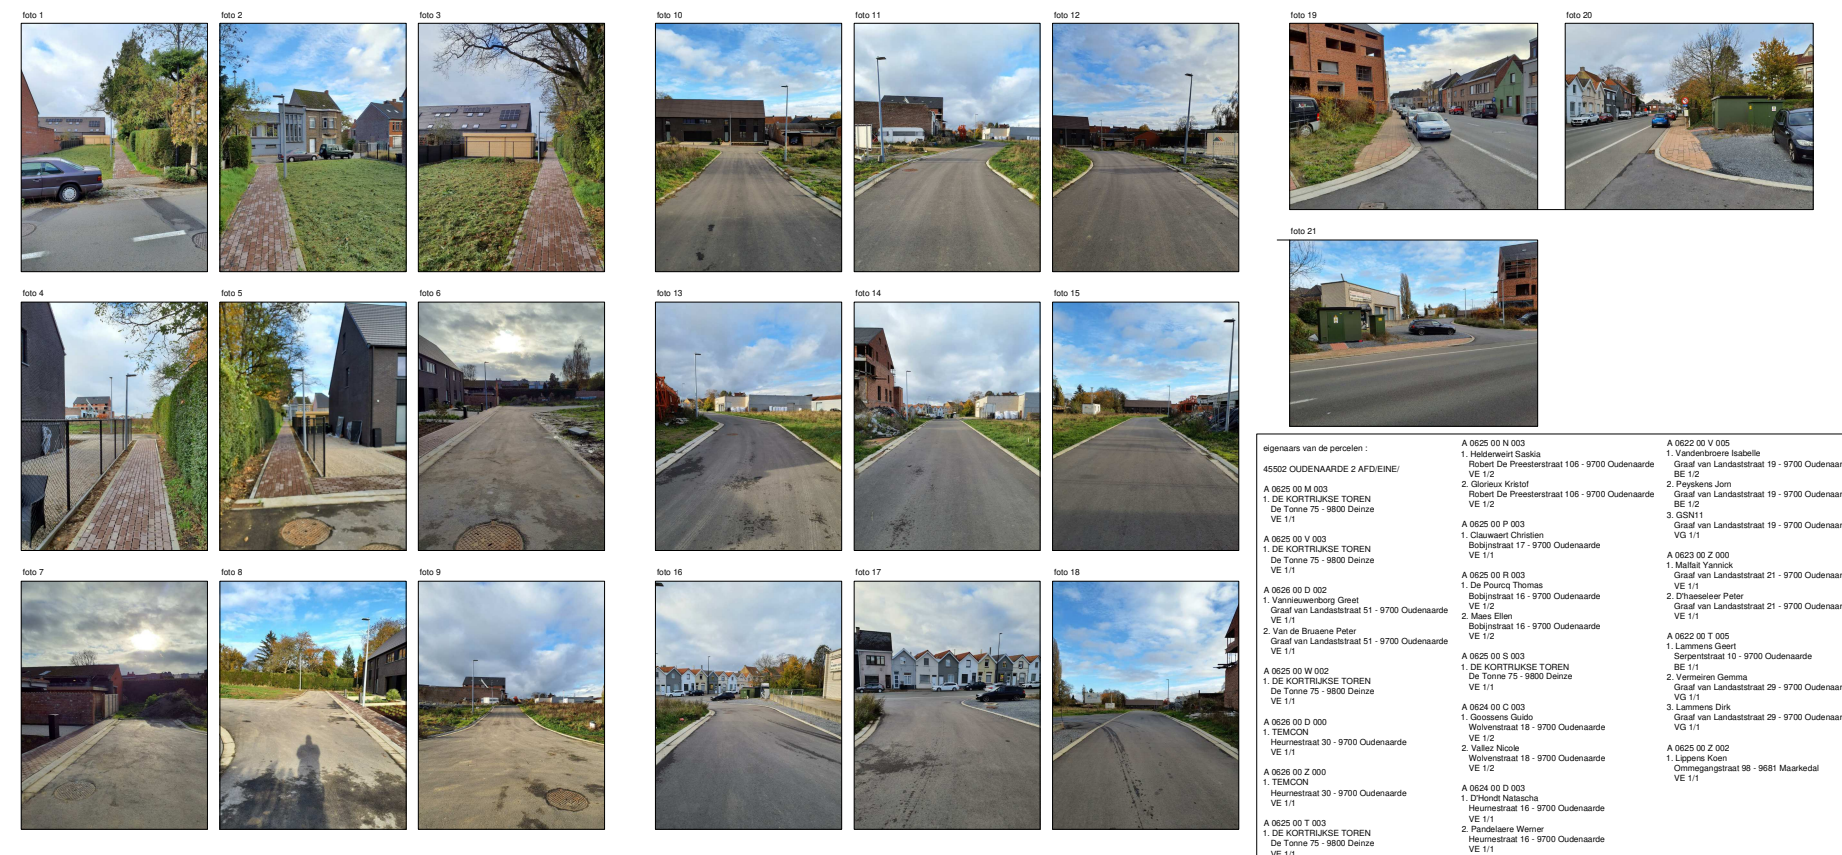 foto 1
foto 2
foto 3
foto 4
foto 5
foto 6
foto 7
foto 8
foto 9
foto 10
foto 11
foto 12
foto 13
foto 14
foto 15
foto 16
foto 17
foto 18
foto 19
foto 20
foto 21
eigenaars van de percelen :
45502 OUDENAARDE 2 AFD/EINE/
A 0625 00 M 003
1. DE KORTRIJKSE TOREN
De Tonne 75 - 9800 Deinze
VE 1/1
A 0625 00 V 003
1. DE KORTRIJKSE TOREN
De Tonne 75 - 9800 Deinze
VE 1/1
A 0626 00 D 002
1. Vannieuwenborg Greet
Graaf van Landaststraat 51 - 9700 Oudenaarde
VE 1/1
2. Van de Bruaene Peter
Graaf van Landaststraat 51 - 9700 Oudenaarde
VE 1/1
A 0625 00 W 002
1. DE KORTRIJKSE TOREN
De Tonne 75 - 9800 Deinze
VE 1/1
A 0626 00 D 000
1. TEMCON
Heurnestraat 30 - 9700 Oudenaarde
VE 1/1
A 0626 00 Z 000
1. TEMCON
Heurnestraat 30 - 9700 Oudenaarde
VE 1/1
A 0625 00 T 003
1. DE KORTRIJKSE TOREN
De Tonne 75 - 9800 Deinze
VE 1/1
A 0625 00 N 003
1. Helderweirt Saskia
Robert De Preesterstraat 106 - 9700 Oudenaarde
VE 1/2
2. Glorieux Kristof
Robert De Preesterstraat 106 - 9700 Oudenaarde
VE 1/2
A 0625 00 P 003
1. Clauwaert Christien
Bobijnstraat 17 - 9700 Oudenaarde
VE 1/1
A 0625 00 R 003
1. De Pourcq Thomas
Bobijnstraat 16 - 9700 Oudenaarde
VE 1/2
2. Maes Ellen
Bobijnstraat 16 - 9700 Oudenaarde
VE 1/2
A 0625 00 S 003
1. DE KORTRIJKSE TOREN
De Tonne 75 - 9800 Deinze
VE 1/1
A 0624 00 C 003
1. Goossens Guido
Wolvenstraat 18 - 9700 Oudenaarde
VE 1/2
2. Vallez Nicole
Wolvenstraat 18 - 9700 Oudenaarde
VE 1/2
A 0624 00 D 003
1. D'Hondt Natascha
Heurnestraat 16 - 9700 Oudenaarde
VE 1/1
2. Pandelaere Werner
Heurnestraat 16 - 9700 Oudenaarde
VE 1/1
A 0622 00 V 005
1. Vandenbroere Isabelle
Graaf van Landaststraat 19 - 9700 Oudenaar
BE 1/2
2. Peyskens Jorn
Graaf van Landaststraat 19 - 9700 Oudenaar
BE 1/2
3. GSN11
Graaf van Landaststraat 19 - 9700 Oudenaar
VG 1/1
A 0623 00 Z 000
1. Malfait Yannick
Graaf van Landaststraat 21 - 9700 Oudenaar
VE 1/1
2. D'haeseleer Peter
Graaf van Landaststraat 21 - 9700 Oudenaar
VE 1/1
A 0622 00 T 005
1. Lammens Geert
Serpentstraat 10 - 9700 Oudenaarde
BE 1/1
2. Vermeiren Gemma
Graaf van Landaststraat 29 - 9700 Oudenaar
VG 1/1
3. Lammens Dirk
Graaf van Landaststraat 29 - 9700 Oudenaar
VG 1/1
A 0625 00 Z 002
1. Lippens Koen
Ommegangstraat 98 - 9681 Maarkedal
VE 1/1